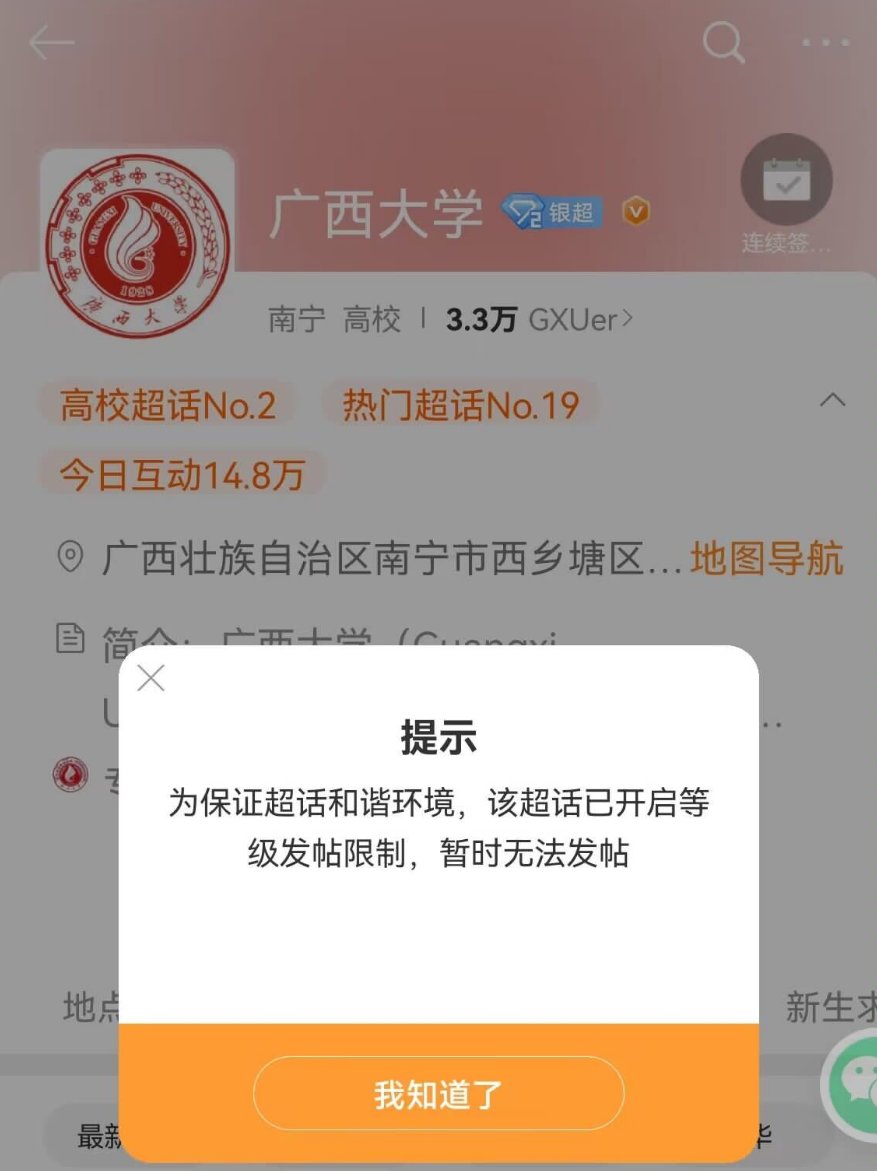 广西大学
2 银超
连续签...
GUANGXI UNIVERSITY
1928
广西大学
南宁 高校 | 3.3万 GXUer>
高校超话No.2
热门超话No.19
今日互动14.8万
广西壮族自治区南宁市西乡塘区... 地图导航
简介：广西大学（Guangxi
提示
为保证超话和谐环境，该超话已开启等
级发帖限制，暂时无法发帖
地点
新生求
我知道了
最新
华